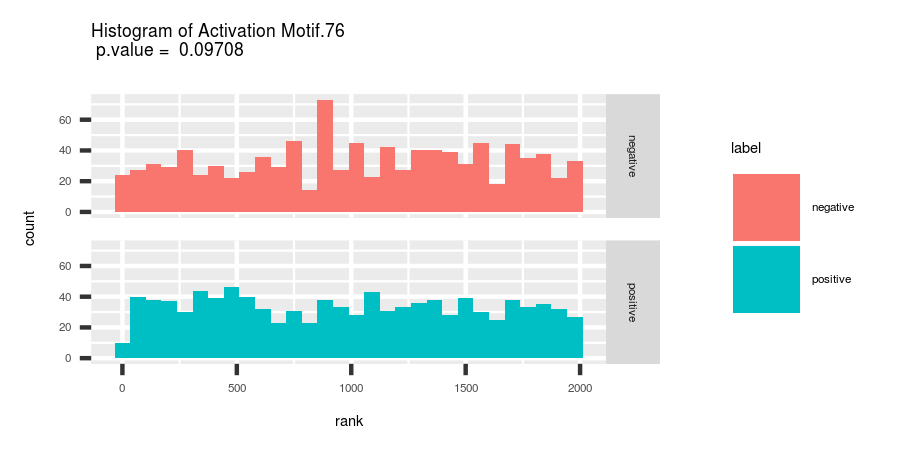 Histogram of Activation Motif.76
p.value = 0.09708
count
60
40
20
0
negative
60
40
20
0
positive
0 500 1000 1500 2000
rank
label
negative
positive